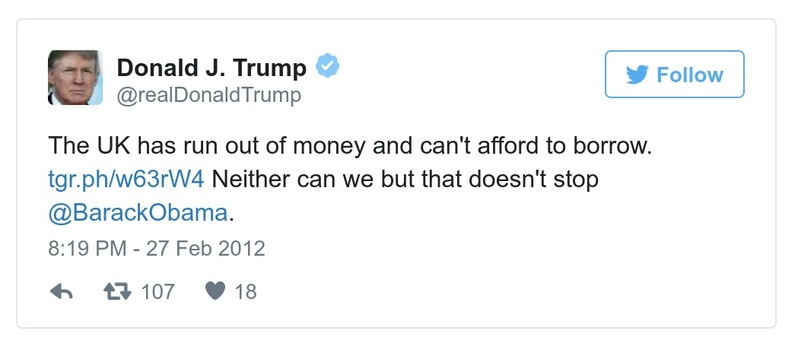 Donald J. Trump
@realDonaldTrump
Follow
The UK has run out of money and can't afford to borrow.
tgr.ph/w63rW4 Neither can we but that doesn't stop
@BarackObama.
8:19 PM - 27 Feb 2012
107 18